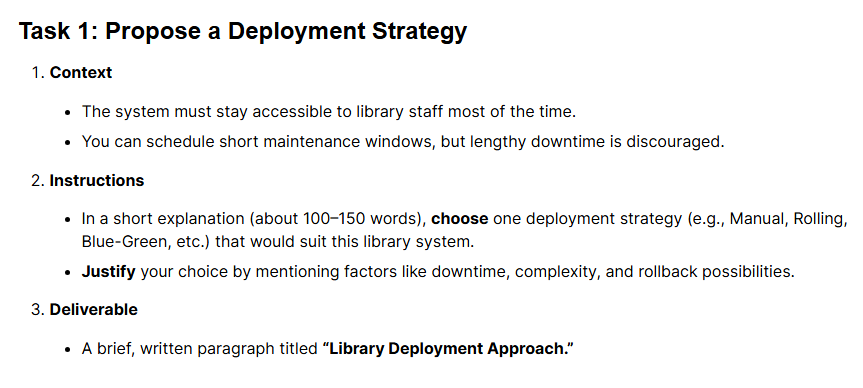 Task 1: Propose a Deployment Strategy
1. Context
• The system must stay accessible to library staff most of the time.
• You can schedule short maintenance windows, but lengthy downtime is discouraged.
2. Instructions
• In a short explanation (about 100–150 words), choose one deployment strategy (e.g., Manual, Rolling,
Blue-Green, etc.) that would suit this library system.
• Justify your choice by mentioning factors like downtime, complexity, and rollback possibilities.
3. Deliverable
• A brief, written paragraph titled “Library Deployment Approach.”